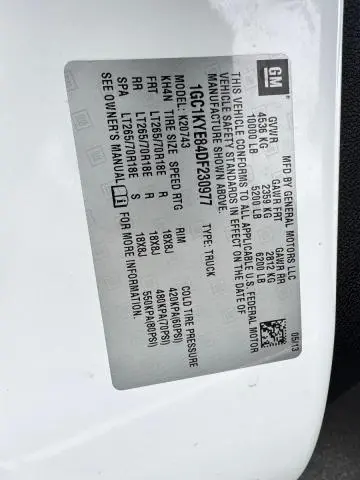 GM
MFD BY GENERAL MOTORS LLC
GVWR GAWR FRT GAWR RR
4536 KG 2359 KG 2812 KG
10000 LB 5200 LB 6200 LB
THIS VEHICLE CONFORMS TO ALL APPLICABLE U.S. FEDERAL MOTOR
VEHICLE SAFETY STANDARDS IN EFFECT ON THE DATE OF
MANUFACTURE SHOWN ABOVE.
1GC1KYE84DF230977 TYPE: TRUCK
05/13
MODEL: K20743
KH4N TIRE SIZE SPEED RTG RIM COLD TIRE PRESSURE
FRT LT265/70R18E R 18X8J 420KPA(60PSI)
RR LT265/70R18E R 18X8J 480KPA(70PSI)
SPA LT265/70R18E S 18X8J 550KPA(80PSI)
SEE OWNER'S MANUAL FOR MORE INFORMATION.